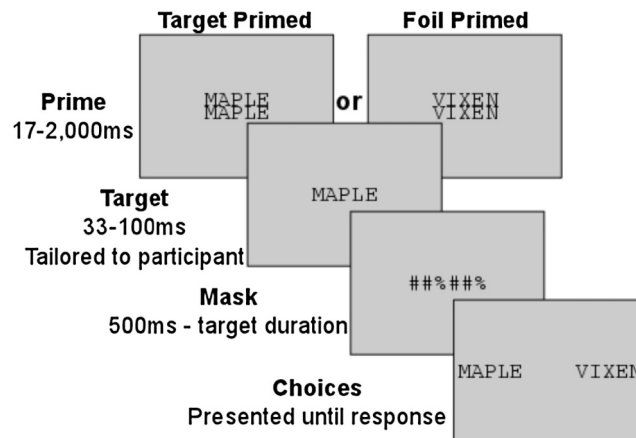 Target Primed
Foil Primed
Prime
17-2,000ms
MAPLE
MAPLE
or
VIXEN
VIXEN
Target
33-100ms
Tailored to participant
MAPLE
Mask
500ms - target duration
##%##%
Choices
Presented until response
MAPLE VIXEN